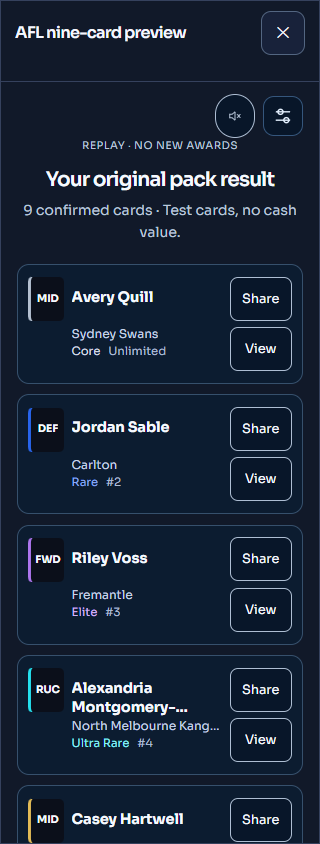 AFL nine-card preview
REPLAY · NO NEW AWARDS
Your original pack result
9 confirmed cards · Test cards, no cash
value.
MID
Avery Quill
Share
Sydney Swans
Core Unlimited
View
DEF
Jordan Sable
Share
Carlton
Rare #2
View
FWD
Riley Voss
Share
Fremantle
Elite #3
View
RUC
Alexandria
Montgomery-...
Share
North Melbourne Kang...
Ultra Rare #4
View
MID
Casey Hartwell
Share